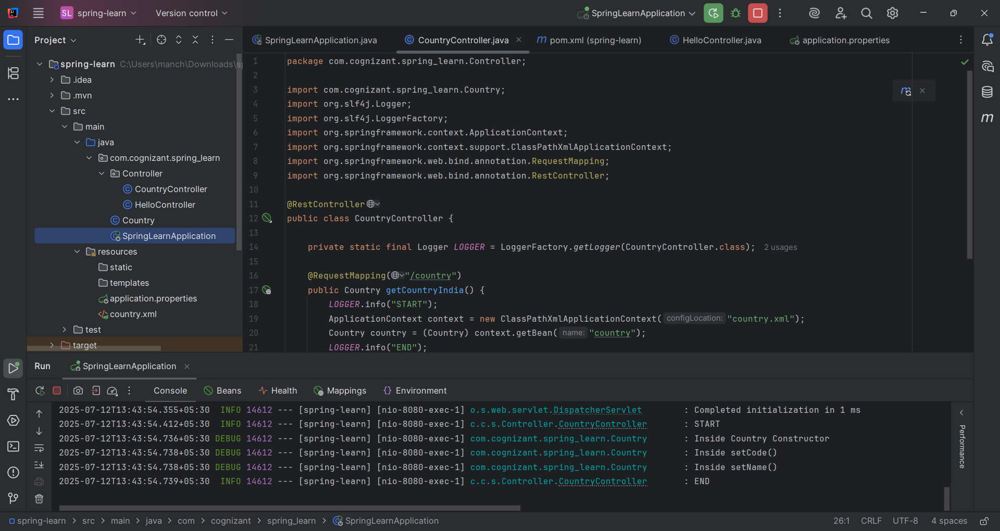 SL spring-learn Version control SpringLearnApplication
Project
spring-learn C:\Users\manch\Downloads\s
.idea
.mvn
src
main
java
com.cognizant.spring_learn
Controller
CountryController
HelloController
Country
SpringLearnApplication
resources
static
templates
application.properties
country.xml
test
target
SpringLearnApplication.java CountryController.java pom.xml (spring-learn) HelloController.java application.properties
1 package com.cognizant.spring_learn.Controller;
2
3 import com.cognizant.spring_learn.Country;
4 import org.slf4j.Logger;
5 import org.slf4j.LoggerFactory;
6 import org.springframework.context.ApplicationContext;
7 import org.springframework.context.support.ClassPathXmlApplicationContext;
8 import org.springframework.web.bind.annotation.RequestMapping;
9 import org.springframework.web.bind.annotation.RestController;
10
11 @RestController
12 public class CountryController {
13
14 private static final Logger LOGGER = LoggerFactory.getLogger(CountryController.class); 2 usages
15
16 @RequestMapping("/country")
17 public Country getCountryIndia() {
18 LOGGER.info("START");
19 ApplicationContext context = new ClassPathXmlApplicationContext( configLocation: "country.xml");
20 Country country = (Country) context.getBean( name: "country");
21 LOGGER.info("END");
Run SpringLearnApplication
Console Beans Health Mappings Environment
2025-07-12T13:43:54.355+05:30 INFO 14612 --- [spring-learn] [nio-8080-exec-1] o.s.web.servlet.DispatcherServlet : Completed initialization in 1 ms
2025-07-12T13:43:54.412+05:30 INFO 14612 --- [spring-learn] [nio-8080-exec-1] c.c.s.Controller.CountryController : START
2025-07-12T13:43:54.736+05:30 DEBUG 14612 --- [spring-learn] [nio-8080-exec-1] com.cognizant.spring_learn.Country : Inside Country Constructor
2025-07-12T13:43:54.738+05:30 DEBUG 14612 --- [spring-learn] [nio-8080-exec-1] com.cognizant.spring_learn.Country : Inside setCode()
2025-07-12T13:43:54.738+05:30 DEBUG 14612 --- [spring-learn] [nio-8080-exec-1] com.cognizant.spring_learn.Country : Inside setName()
2025-07-12T13:43:54.739+05:30 INFO 14612 --- [spring-learn] [nio-8080-exec-1] c.c.s.Controller.CountryController : END
Performance
spring-learn > src > main > java > com > cognizant > spring_learn > SpringLearnApplication 26:1 CRLF UTF-8 4 spaces